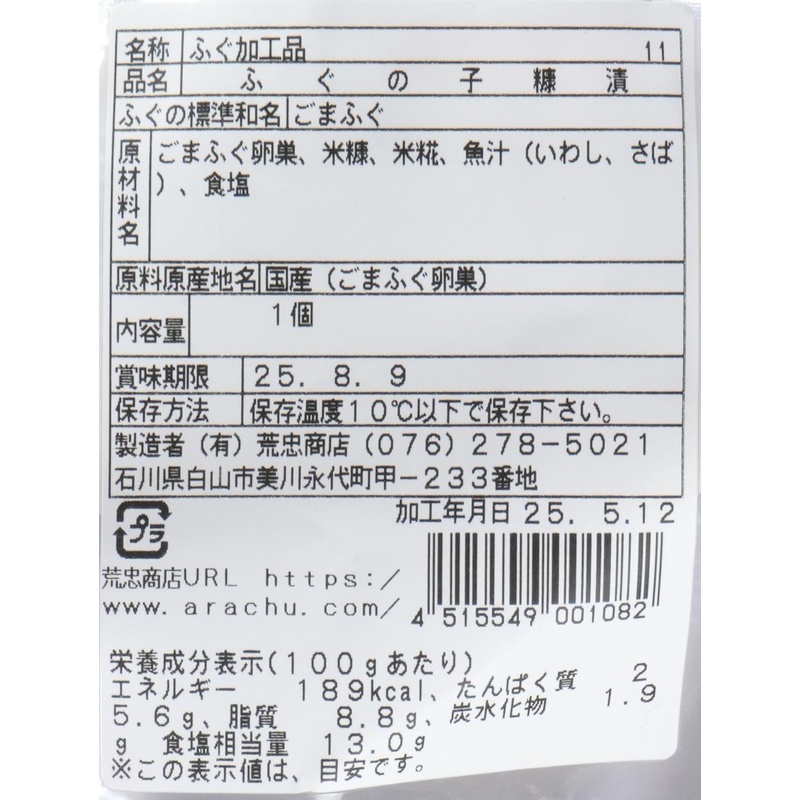 名称 ふぐ加工品 11
品名 ふぐの子糠漬
ふぐの標準和名 ごまふぐ
原材料名 ごまふぐ卵巣、米糠、米糀、魚汁(いわし、さば
)、食塩
原料原産地名 国産(ごまふぐ卵巣)
内容量 1個
賞味期限 25. 8. 9
保存方法 保存温度10℃以下で保存下さい。
製造者(有)荒忠商店(076)278-5021
石川県白山市美川永代町甲-233番地
加工年月日 25. 5.12
プラ
荒忠商店URL https:/
/www.arachu.com/
4 515549 001082
栄養成分表示(100gあたり)
エネルギー 189kcal、たんぱく質 2
5.6g、脂質 8.8g、炭水化物 1.9
g 食塩相当量 13.0g
※この表示値は、目安です。